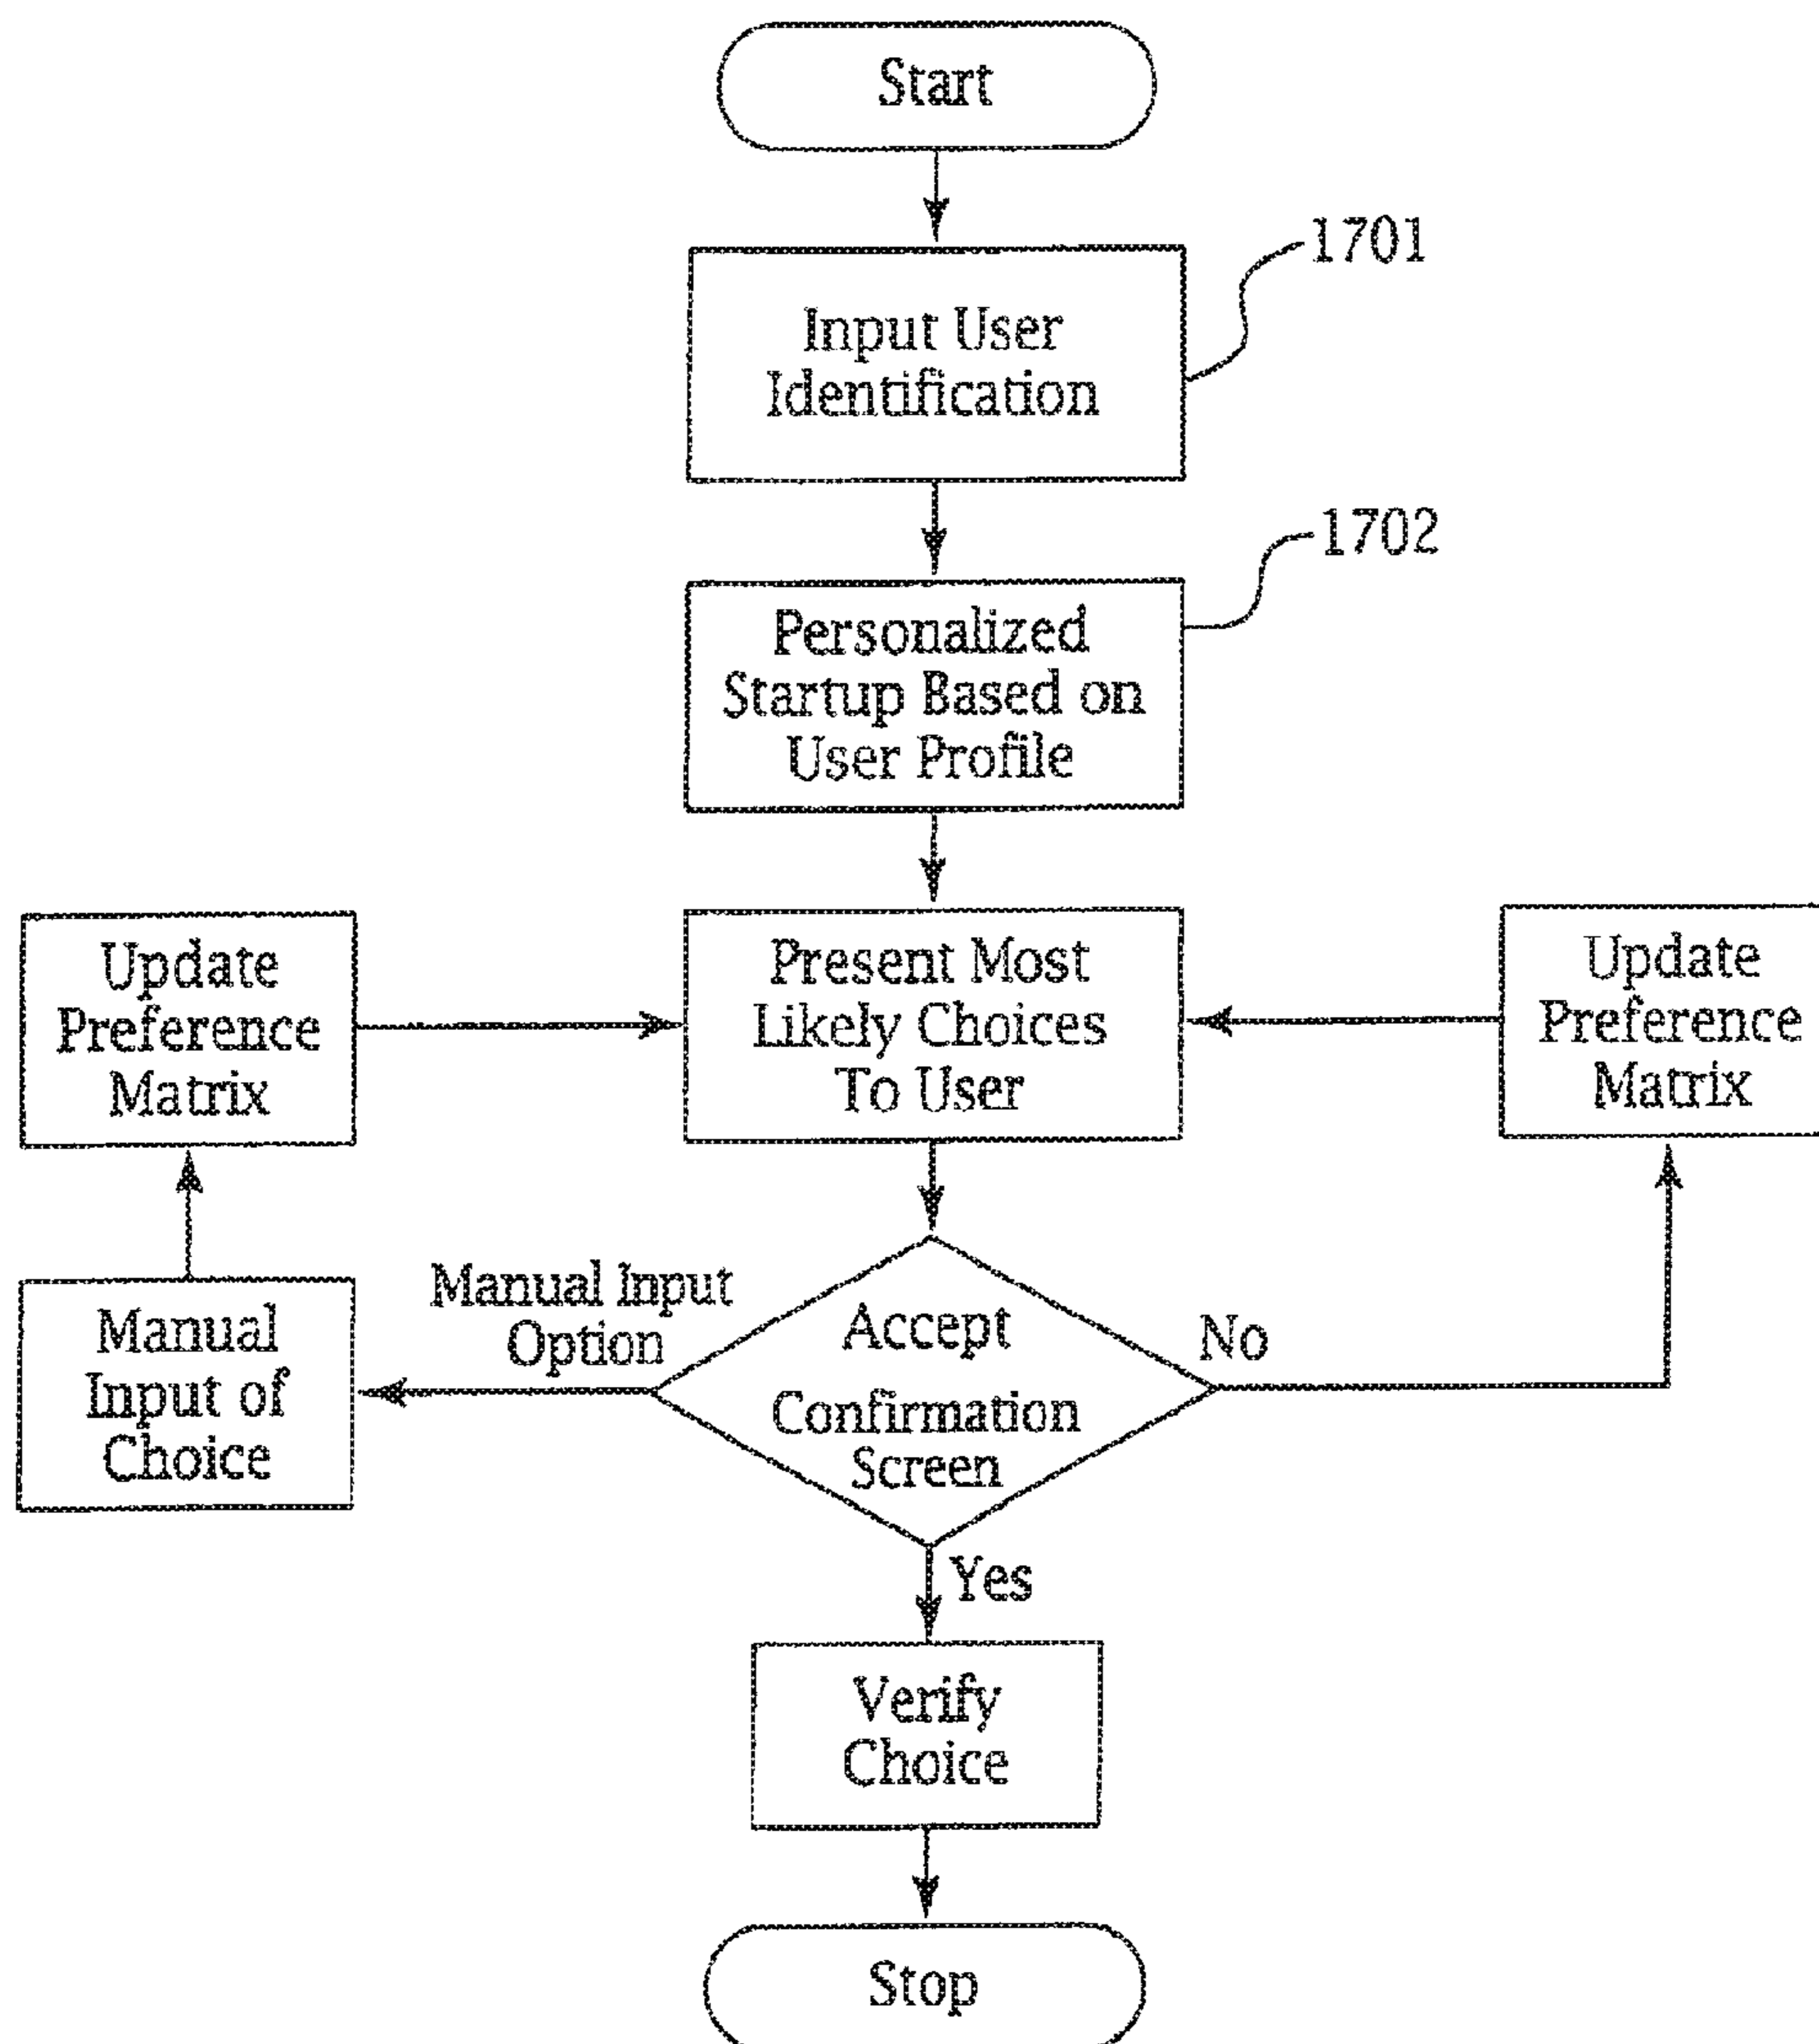 Start
1701
Input User
Identification
1702
Personalized
Startup Based on
User Profile
Update
Preference
Matrix
Present Most
Likely Choices
To User
Update
Preference
Matrix
Manual
Input of
Choice
Manual Input
Option
Accept
Confirmation
Screen
No
Yes
Verify
Choice
Stop